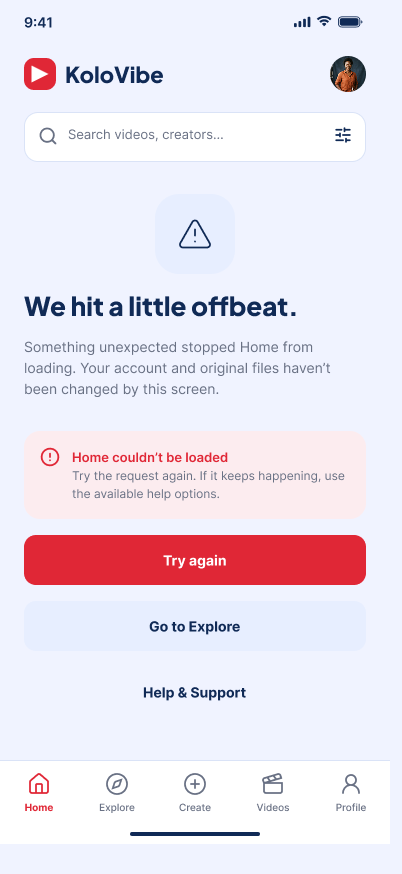 9:41
KoloVibe
Search videos, creators...
We hit a little offbeat.
Something unexpected stopped Home from
loading. Your account and original files haven’t
been changed by this screen.
Home couldn’t be loaded
Try the request again. If it keeps happening, use
the available help options.
Try again
Go to Explore
Help & Support
Home Explore Create Videos Profile